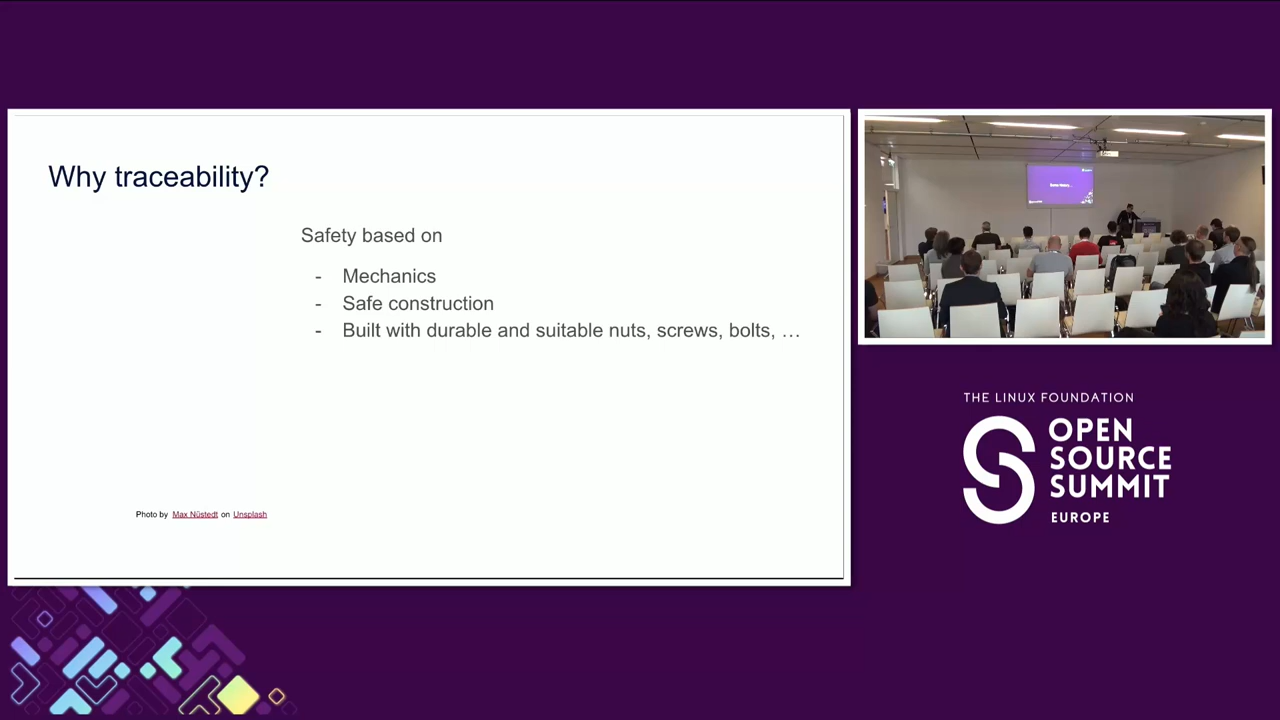 Why traceability?
Safety based on
- Mechanics
- Safe construction
- Built with durable and suitable nuts, screws, bolts, …
Photo by Max Nüstedt on Unsplash
THE LINUX FOUNDATION
OPEN
SOURCE
SUMMIT
EUROPE